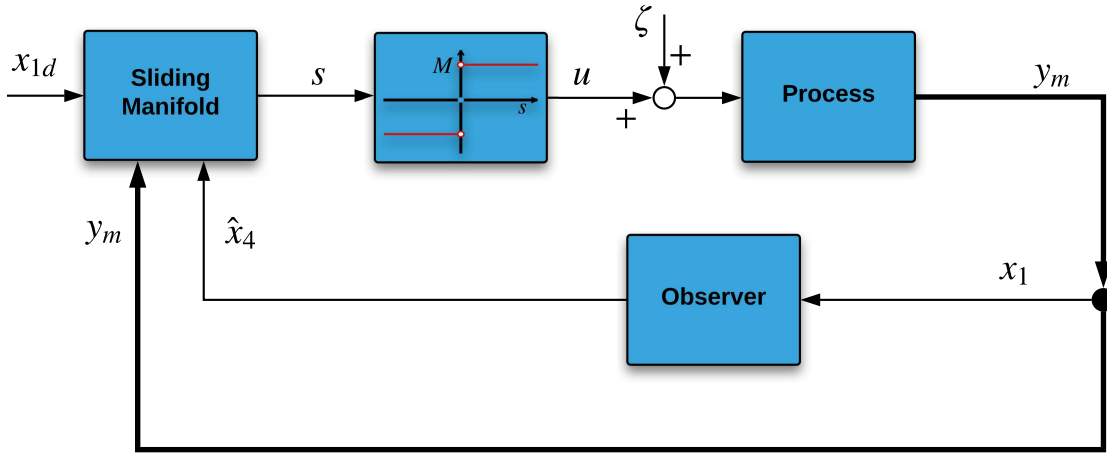 x₁d
Sliding
Manifold
s
M
s
u
ζ
+
+
Process
yₘ
yₘ
x̂₄
Observer
x₁